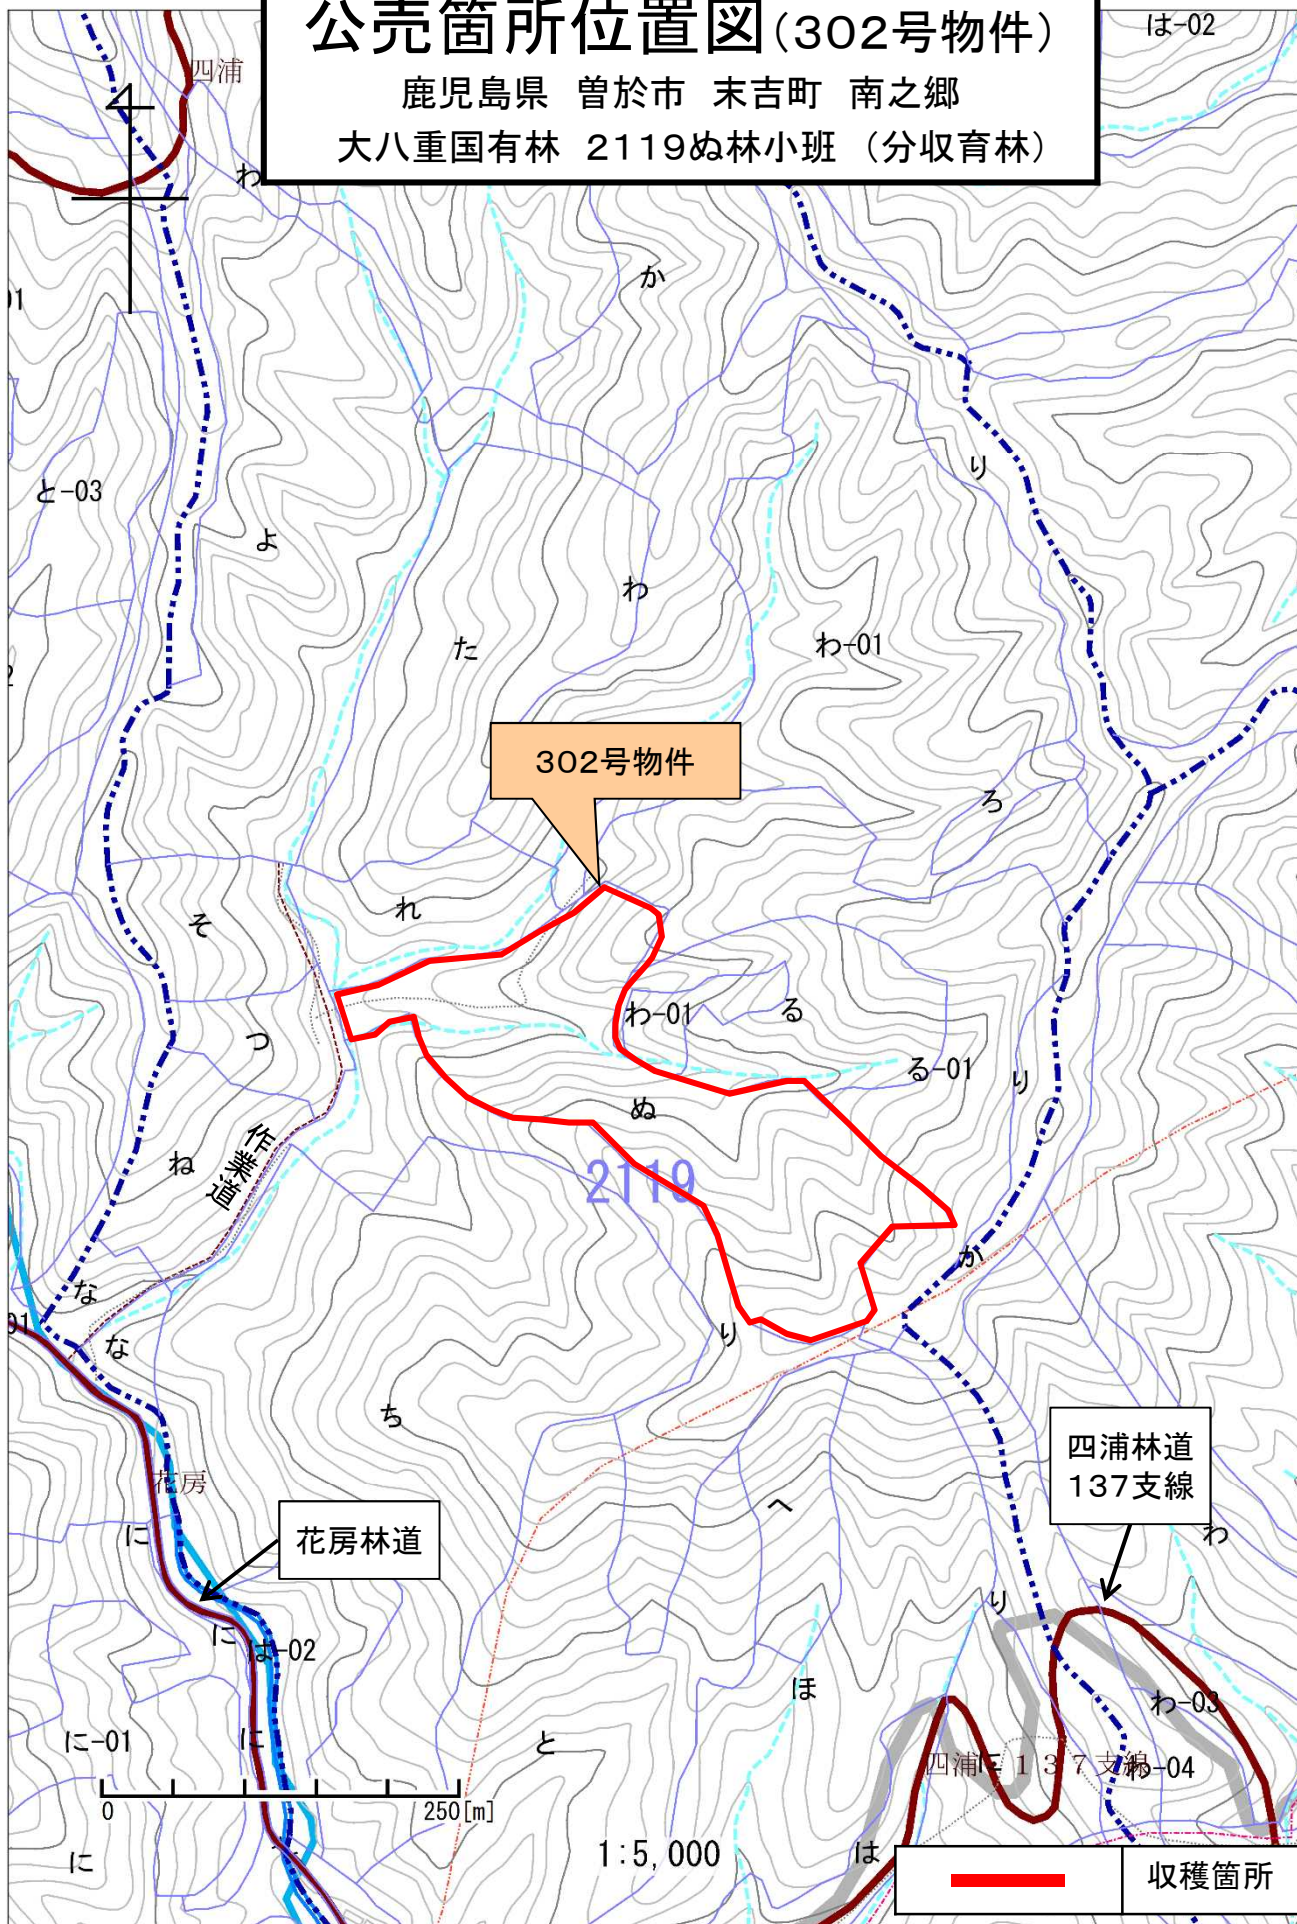 公売箇所位置図(302号物件)
鹿児島県 曽於市 末吉町 南之郷
大八重国有林 2119ぬ林小班 (分収育林)
は-02
四浦
わ
か
01
と-03
り
よ
わ
た
わ-01
302号物件
ろ
れ
そ
わ-01
る
つ
る-01
り
ぬ
作業道
ね
2119
か
な
01
な
り
ち
四浦林道
137支線
花房
へ
に
花房林道
わ
り
に
は-02
ほ
わ-03
に-01
に
と
四浦 137支線
に
わ-04
0
250[m]
1:5,000
に
は
収穫箇所